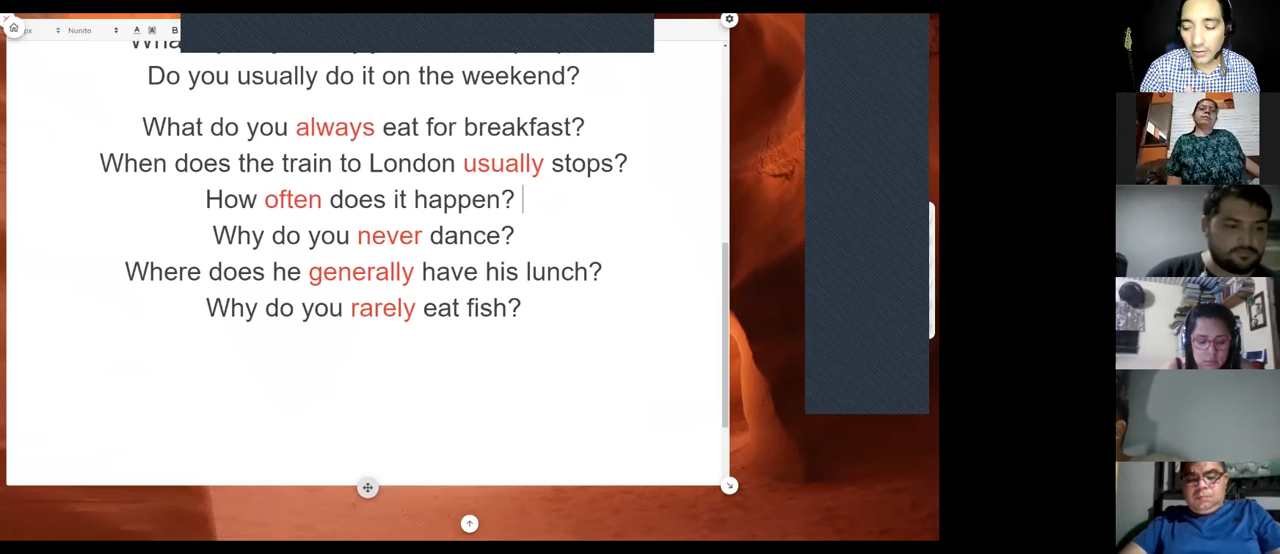 Nunito
A A B
Do you usually do it on the weekend?
What do you always eat for breakfast?
When does the train to London usually stops?
How often does it happen?
Why do you never dance?
Where does he generally have his lunch?
Why do you rarely eat fish?